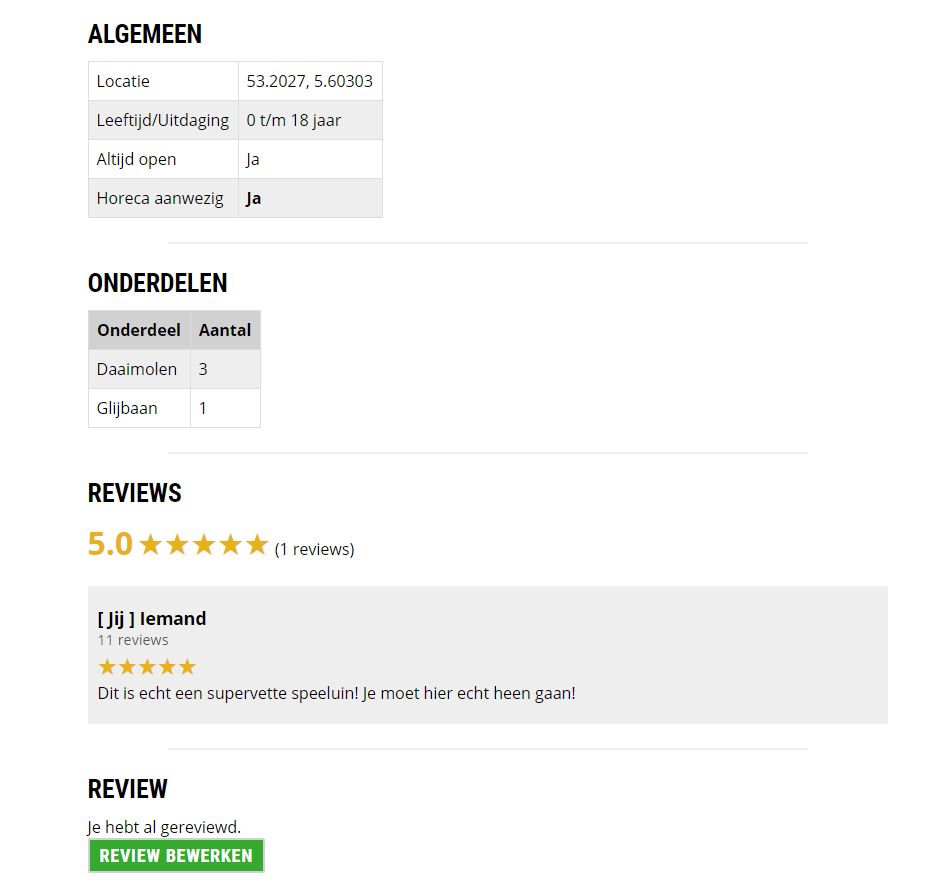 ALGEMEEN
Locatie 53.2027, 5.60303
Leeftijd/Uitdaging 0 t/m 18 jaar
Altijd open Ja
Horeca aanwezig Ja
ONDERDELEN
Onderdeel Aantal
Daaimolen 3
Glijbaan 1
REVIEWS
5.0 ★★★★★ (1 reviews)
[ Jij ] Iemand
11 reviews
★★★★★
Dit is echt een supervette speeluin! Je moet hier echt heen gaan!
REVIEW
Je hebt al gereviewd.
REVIEW BEWERKEN